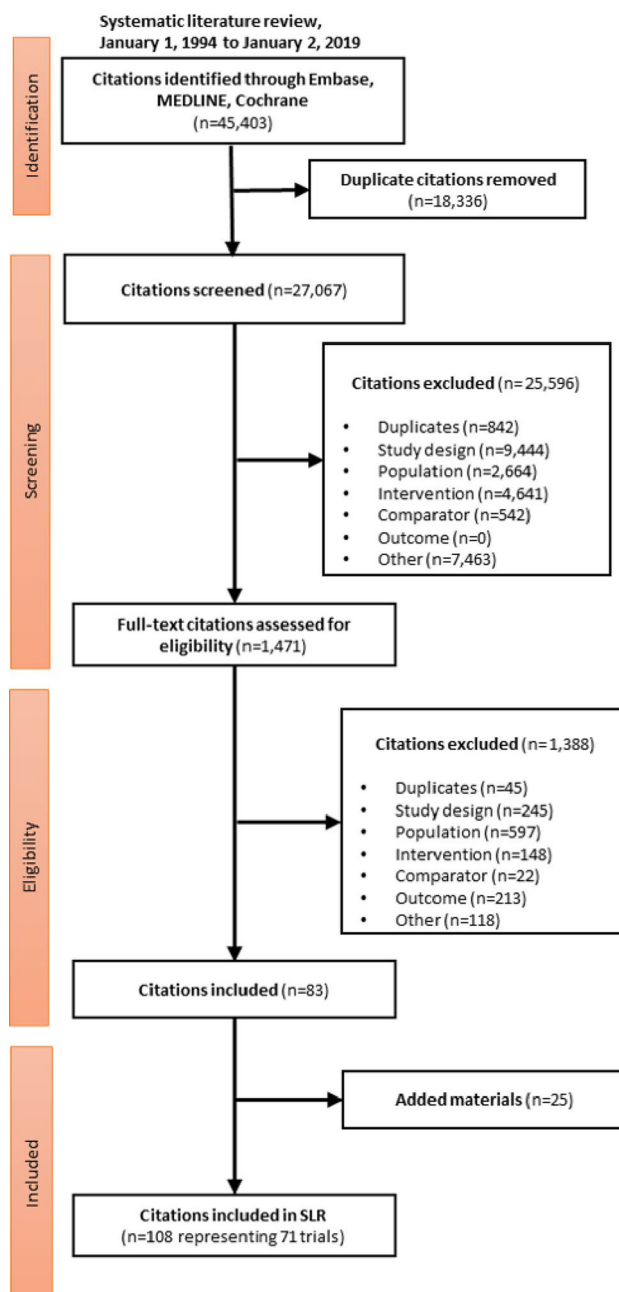 Systematic literature review,
January 1, 1994 to January 2, 2019
Identification
Citations identified through Embase,
MEDLINE, Cochrane
(n=45,403)
Duplicate citations removed
(n=18,336)
Screening
Citations screened (n=27,067)
Citations excluded (n= 25,596)
• Duplicates (n=842)
• Study design (n=9,444)
• Population (n=2,664)
• Intervention (n=4,641)
• Comparator (n=542)
• Outcome (n=0)
• Other (n=7,463)
Full-text citations assessed for
eligibility (n=1,471)
Eligibility
Citations excluded (n=1,388)
• Duplicates (n=45)
• Study design (n=245)
• Population (n=597)
• Intervention (n=148)
• Comparator (n=22)
• Outcome (n=213)
• Other (n=118)
Citations included (n=83)
Included
Added materials (n=25)
Citations included in SLR
(n=108 representing 71 trials)